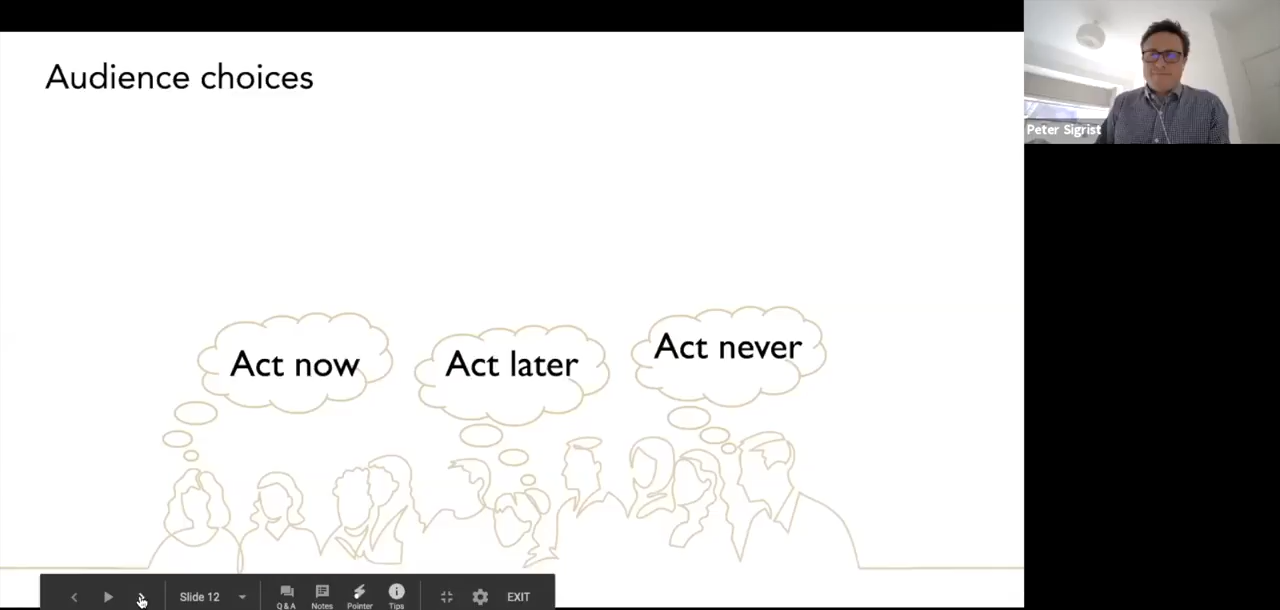 Audience choices
Peter Sigrist
Act now
Act later
Act never
Slide 12
Q & A
Notes
Pointer
Tips
EXIT